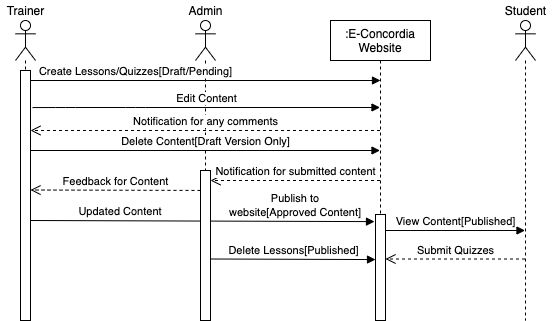 Trainer
Admin
:E-Concordia
Website
Student
Create Lessons/Quizzes[Draft/Pending]
Edit Content
Notification for any comments
Delete Content[Draft Version Only]
Notification for submitted content
Feedback for Content
Publish to
website[Approved Content]
Updated Content
View Content[Published]
Delete Lessons[Published]
Submit Quizzes